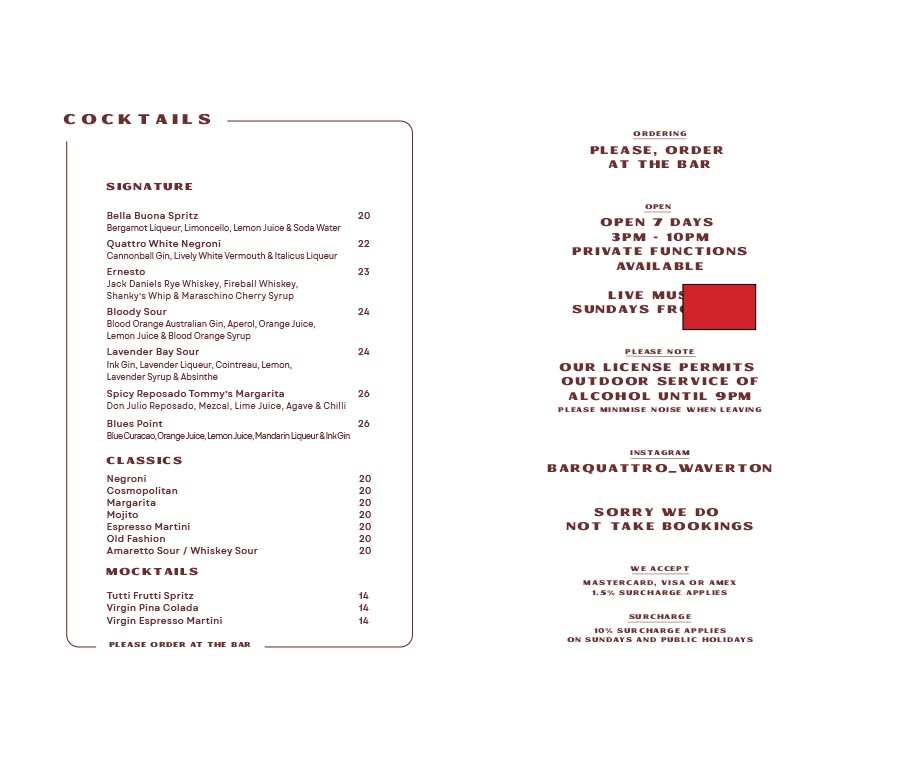 COCKTAILS
SIGNATURE
Bella Buona Spritz 20
Bergamot Liqueur, Limoncello, Lemon Juice & Soda Water
Quattro White Negroni 22
Cannonball Gin, Lively White Vermouth & Italicus Liqueur
Ernesto 23
Jack Daniels Rye Whiskey, Fireball Whiskey,
Shanky's Whip & Maraschino Cherry Syrup
Bloody Sour 24
Blood Orange Australian Gin, Aperol, Orange Juice,
Lemon Juice & Blood Orange Syrup
Lavender Bay Sour 24
Ink Gin, Lavender Liqueur, Cointreau, Lemon,
Lavender Syrup & Absinthe
Spicy Reposado Tommy's Margarita 26
Don Julio Reposado, Mezcal, Lime Juice, Agave & Chilli
Blues Point 26
Blue Curacao, Orange Juice, Lemon Juice, Mandarin Liqueur & Ink Gin
CLASSICS
Negroni 20
Cosmopolitan 20
Margarita 20
Mojito 20
Espresso Martini 20
Old Fashion 20
Amaretto Sour / Whiskey Sour 20
MOCKTAILS
Tutti Frutti Spritz 14
Virgin Pina Colada 14
Virgin Espresso Martini 14
PLEASE ORDER AT THE BAR
ORDERING
PLEASE, ORDER
AT THE BAR
OPEN
OPEN 7 DAYS
3PM - 10PM
PRIVATE FUNCTIONS
AVAILABLE
LIVE
SUNDAYS
PLEASE NOTE
OUR LICENSE PERMITS
OUTDOOR SERVICE OF
ALCOHOL UNTIL 9PM
PLEASE MINIMISE NOISE WHEN LEAVING
INSTAGRAM
BARQUATTRO_WAVERTON
SORRY WE DO
NOT TAKE BOOKINGS
WE ACCEPT
MASTERCARD, VISA OR AMEX
1.5% SURCHARGE APPLIES
SURCHARGE
10% SURCHARGE APPLIES
ON SUNDAYS AND PUBLIC HOLIDAYS